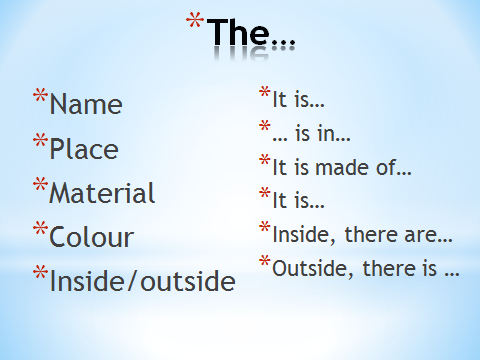 *The…
*Name
*Place
*Material
*Colour
*Inside/outside
*It is…
*… is in…
*It is made of…
*It is…
*Inside, there are…
*Outside, there is …